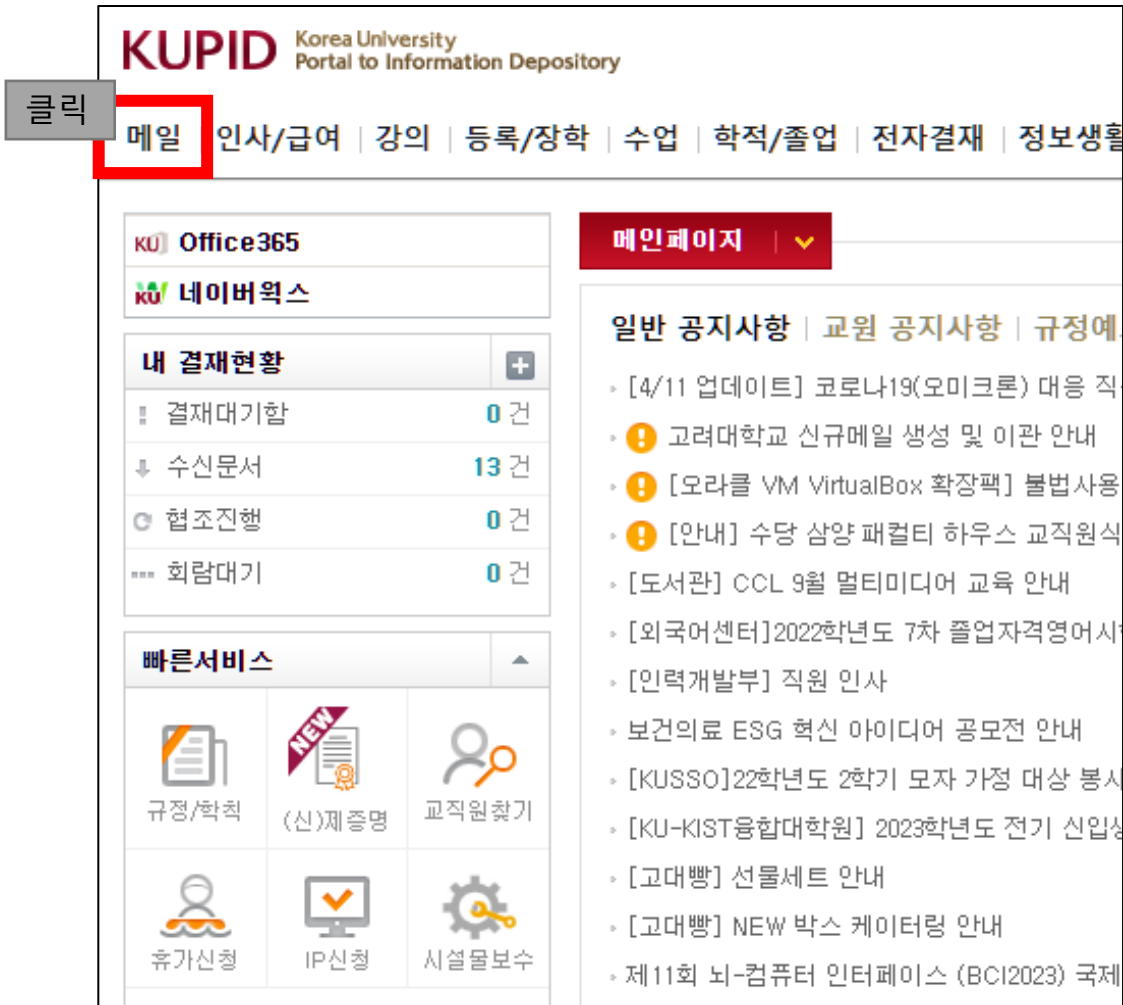 KUPID Korea University
Portal to Information Depository
클릭
메일 인사/급여 | 강의 | 등록/장학 | 수업 | 학적/졸업 | 전자결재 | 정보생활
KU Office365
KU 네이버웍스
내 결재현황
결재대기함 0 건
수신문서 13 건
협조진행 0 건
회람대기 0 건
빠른서비스
NEW
규정/학칙 (신)제증명 교직원찾기
휴가신청 IP신청 시설물보수
메인페이지
일반 공지사항 | 교원 공지사항 | 규정예
[4/11 업데이트] 코로나19(오미크론) 대응 직
고려대학교 신규메일 생성 및 이관 안내
[오라클 VM VirtualBox 확장팩] 불법사용
[안내] 수당 삼양 패컬티 하우스 교직원식
[도서관] CCL 9월 멀티미디어 교육 안내
[외국어센터]2022학년도 7차 졸업자격영어시
[인력개발부] 직원 인사
보건의료 ESG 혁신 아이디어 공모전 안내
[KUSSO]22학년도 2학기 모자 가정 대상 봉사
[KU-KIST융합대학원] 2023학년도 전기 신입
[고대빵] 선물세트 안내
[고대빵] NEW 박스 케이터링 안내
제11회 뇌-컴퓨터 인터페이스 (BCI2023) 국제